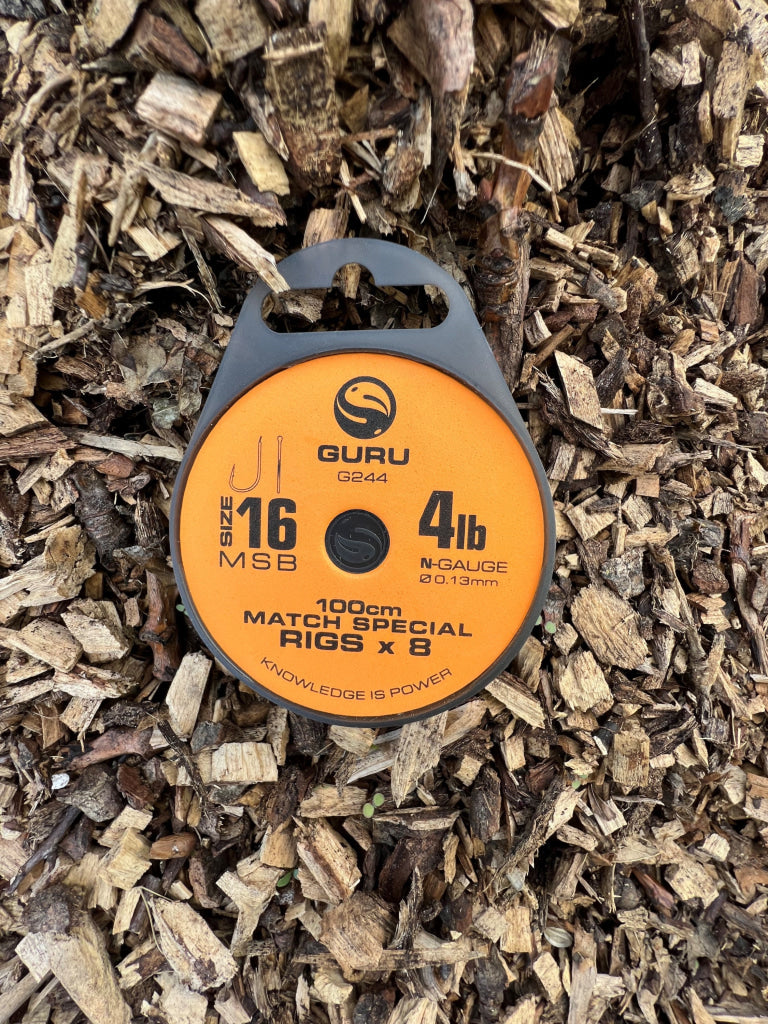 GURU
G244
SIZE 16
MSB
4lb
N-GAUGE
Ø 0.13mm
100cm
MATCH SPECIAL
RIGS x 8
KNOWLEDGE IS POWER